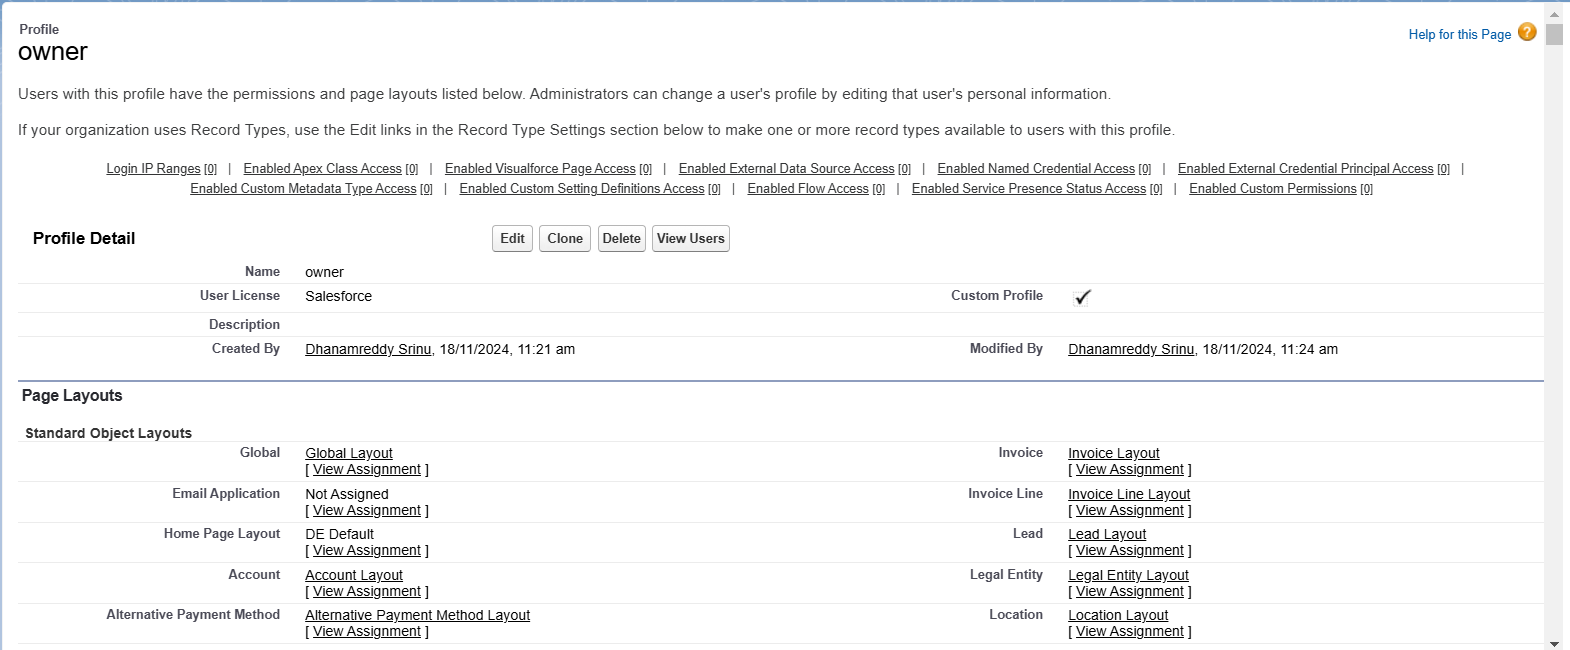 Profile
owner
Help for this Page ?
Users with this profile have the permissions and page layouts listed below. Administrators can change a user's profile by editing that user's personal information.
If your organization uses Record Types, use the Edit links in the Record Type Settings section below to make one or more record types available to users with this profile.
Login IP Ranges [0] | Enabled Apex Class Access [0] | Enabled Visualforce Page Access [0] | Enabled External Data Source Access [0] | Enabled Named Credential Access [0] | Enabled External Credential Principal Access [0] |
Enabled Custom Metadata Type Access [0] | Enabled Custom Setting Definitions Access [0] | Enabled Flow Access [0] | Enabled Service Presence Status Access [0] | Enabled Custom Permissions [0]
Profile Detail Edit Clone Delete View Users
Name owner
User License Salesforce Custom Profile
Description
Created By Dhanamreddy Srinu, 18/11/2024, 11:21 am Modified By Dhanamreddy Srinu, 18/11/2024, 11:24 am
Page Layouts
Standard Object Layouts
Global Global Layout Invoice Invoice Layout
[ View Assignment ] [ View Assignment ]
Email Application Not Assigned Invoice Line Invoice Line Layout
[ View Assignment ] [ View Assignment ]
Home Page Layout DE Default Lead Lead Layout
[ View Assignment ] [ View Assignment ]
Account Account Layout Legal Entity Legal Entity Layout
[ View Assignment ] [ View Assignment ]
Alternative Payment Method Alternative Payment Method Layout Location Location Layout
[ View Assignment ] [ View Assignment ]